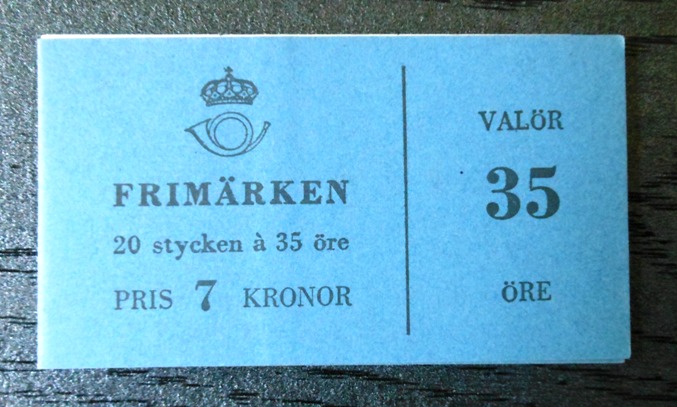 FRIMÄRKEN
20 stycken à 35 öre
PRIS 7 KRONOR
VALÖR
35
ÖRE